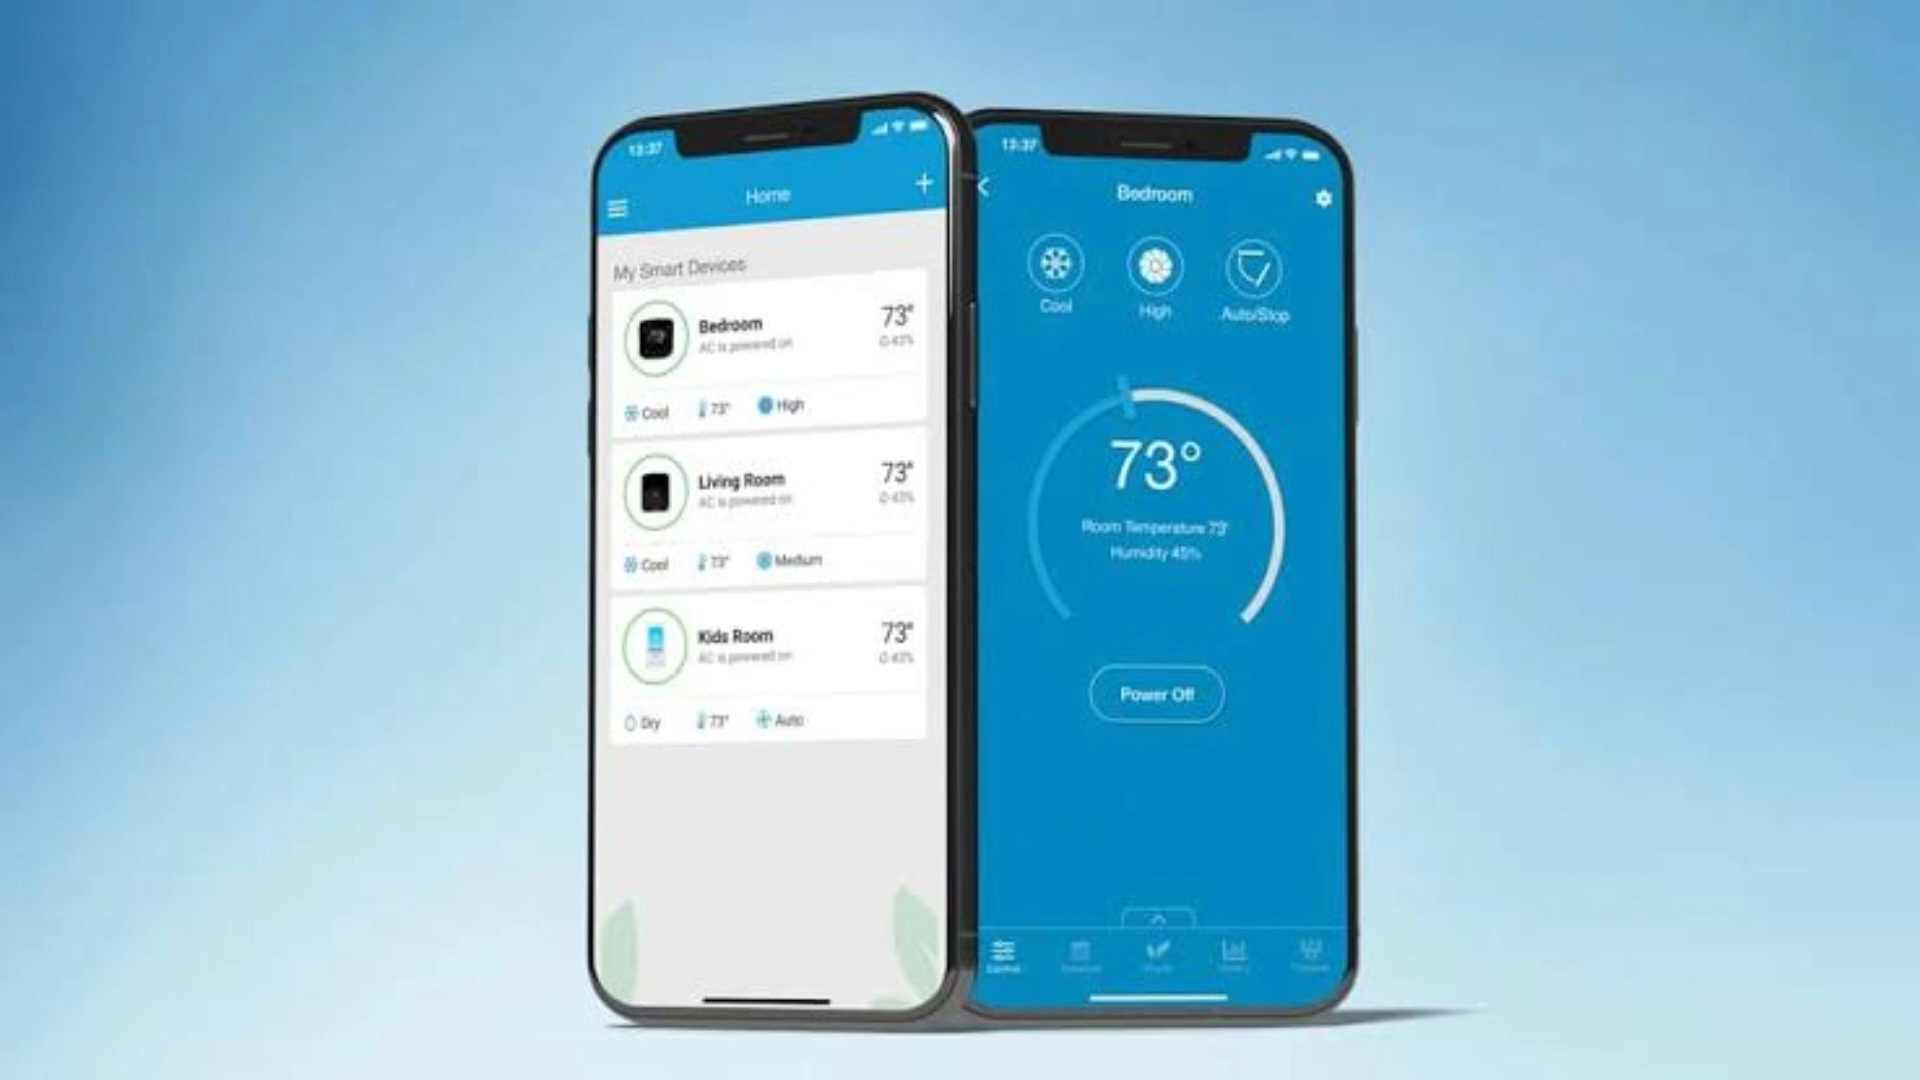 13:37
Home
My Smart Devices
Bedroom 73°
AC is powered on
Cool 73° High
Living Room 73°
AC is powered on
Cool 73° Medium
Kids Room 73°
AC is powered on
Dry 73° Auto
13:37
Bedroom
Cool High Auto/Stop
73°
Room Temperature 73°
Humidity 45%
Power Off
Control